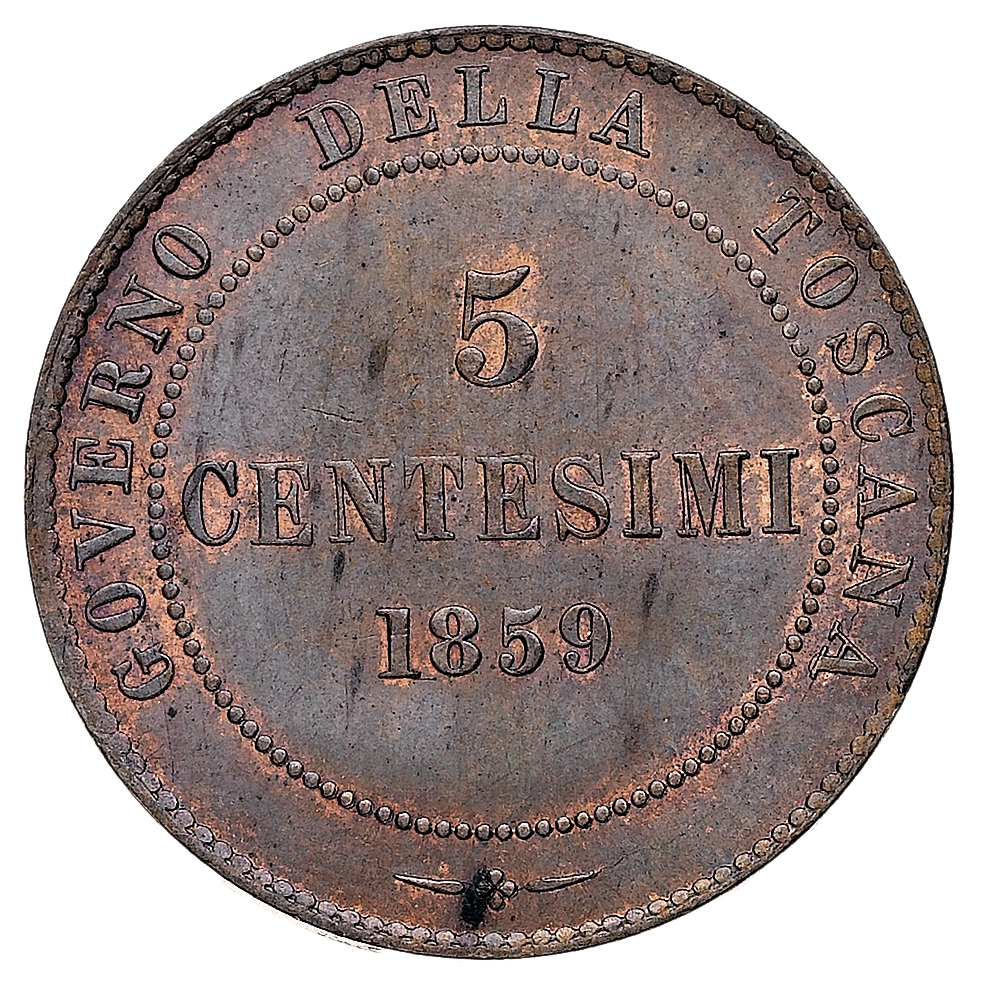 GOVERNO DELLA TOSCANA
5
CENTESIMI
1859